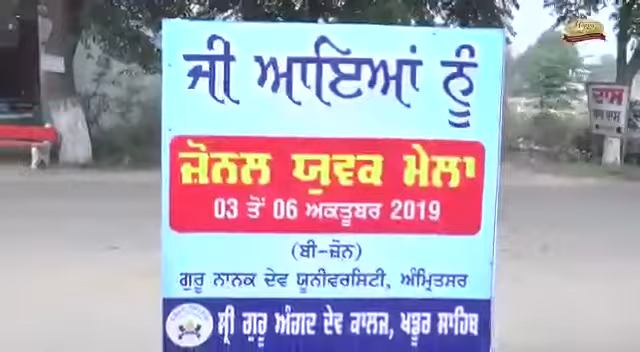 ਜੀ ਆਇਆਂ ਨੂੰ
ਜ਼ੋਨਲ ਯੁਵਕ ਮੇਲਾ
03 ਤੋਂ 06 ਅਕਤੂਬਰ 2019
(ਬੀ-ਜ਼ੋਨ)
ਗੁਰੂ ਨਾਨਕ ਦੇਵ ਯੂਨੀਵਰਸਿਟੀ, ਅੰਮ੍ਰਿਤਸਰ
ਸ੍ਰੀ ਗੁਰੂ ਅੰਗਦ ਦੇਵ ਕਾਲਜ, ਖਡੂਰ ਸਾਹਿਬ